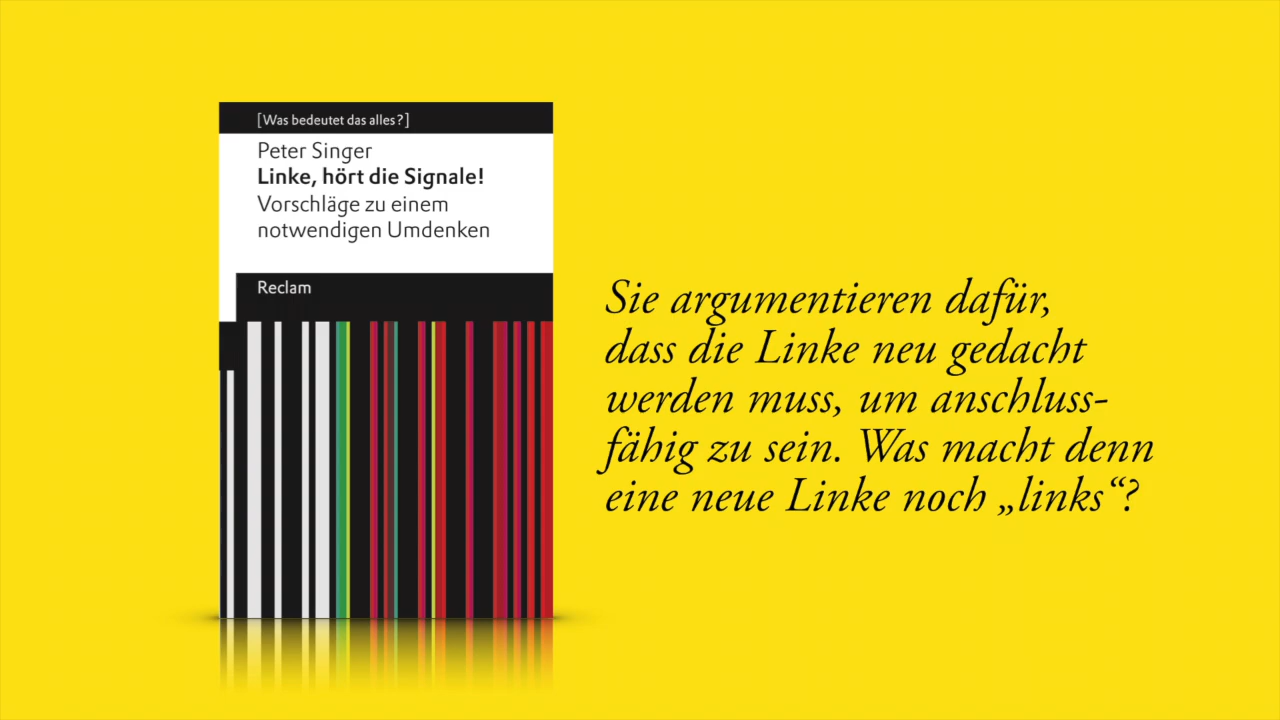 [Was bedeutet das alles?]
Peter Singer
Linke, hört die Signale!
Vorschläge zu einem
notwendigen Umdenken
Reclam
Sie argumentieren dafür,
dass die Linke neu gedacht
werden muss, um anschluss-
fähig zu sein. Was macht denn
eine neue Linke noch „links“?